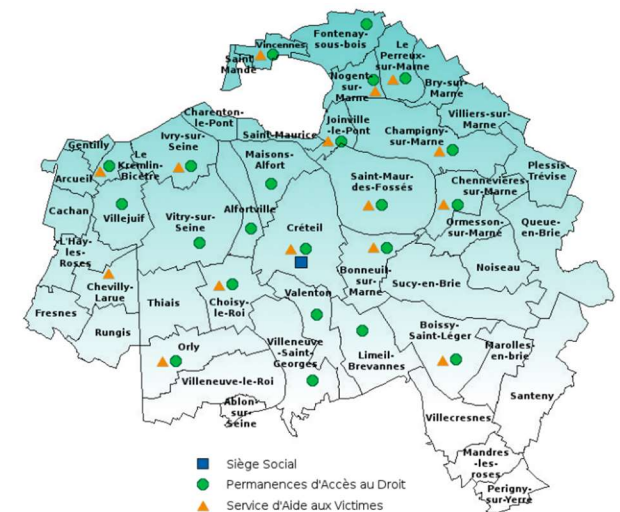 Fontenay-
sous-bois
Vincennes
Saint-
Mandé
Le
Perreux-
sur-Marne
Nogent-
sur-
Marne
Bry-sur-
Marne
Charenton-
le-Pont
Saint-Maurice
Joinville
-le-Pont
Champigny
-sur-Marne
Villiers-sur-
Marne
Gentilly
Le
Kremlin-
Bicêtre
Ivry-sur-
Seine
Maisons-
Alfort
Arcueil
Saint-Maur-
des-Fossés
Chennevières
-sur-Marne
Plessis-
Trévise
Cachan
Villejuif
Vitry-sur-
Seine
Alfortville
Créteil
Ormesson-
sur-Marne
Queue-
en-Brie
L'Haÿ-
les-
Roses
Chevilly-
Larue
Thiais
Choisy-
le-Roi
Valenton
Bonneuil-
sur-
Marne
Sucy-en-Brie
Noiseau
Fresnes
Rungis
Orly
Villeneuve
-Saint-
Georges
Limeil-
Brevannes
Boissy-
Saint-Léger
Marolles-
en-brie
Villeneuve-le-Roi
Ablon-
sur-
Seine
Villecresnes
Santeny
Mandres
-les-
roses
Perigny-
sur-Yerre
Siège Social
Permanences d'Accès au Droit
Service d'Aide aux Victimes